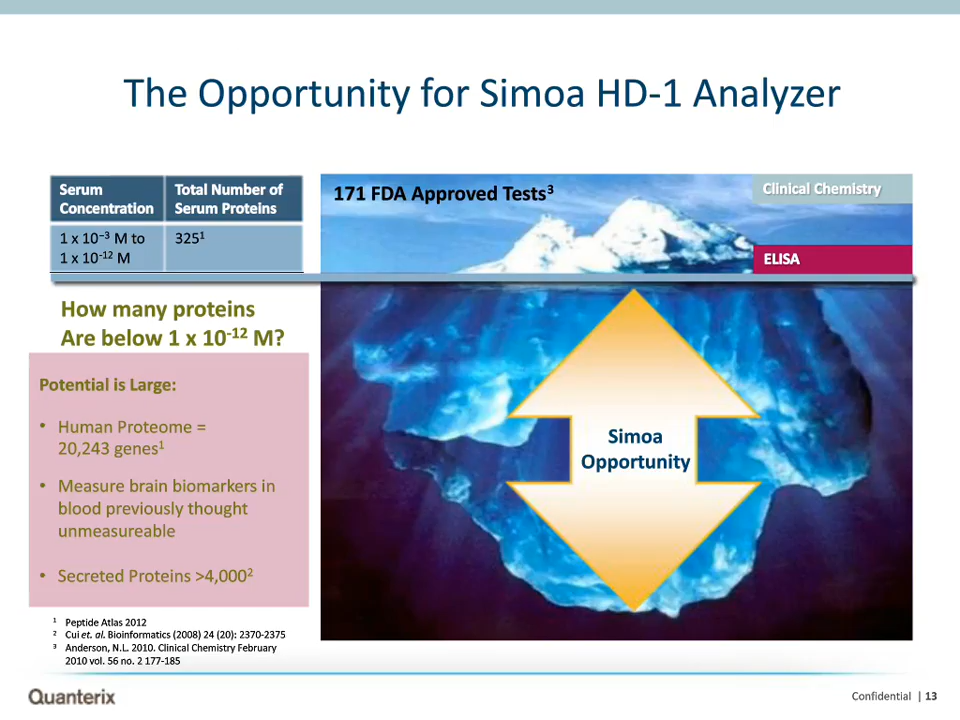 The Opportunity for Simoa HD-1 Analyzer
Serum
Concentration
Total Number of
Serum Proteins
1 x 10⁻³ M to
1 x 10⁻¹² M
325¹
171 FDA Approved Tests³
Clinical Chemistry
ELISA
How many proteins
Are below 1 x 10⁻¹² M?
Potential is Large:
• Human Proteome =
20,243 genes¹
• Measure brain biomarkers in
blood previously thought
unmeasureable
• Secreted Proteins >4,000²
Simoa
Opportunity
¹ Peptide Atlas 2012
² Cui et. al. Bioinformatics (2008) 24 (20): 2370-2375
³ Anderson, N.L. 2010. Clinical Chemistry February
2010 vol. 56 no. 2 177-185
Quanterix
Confidential | 13